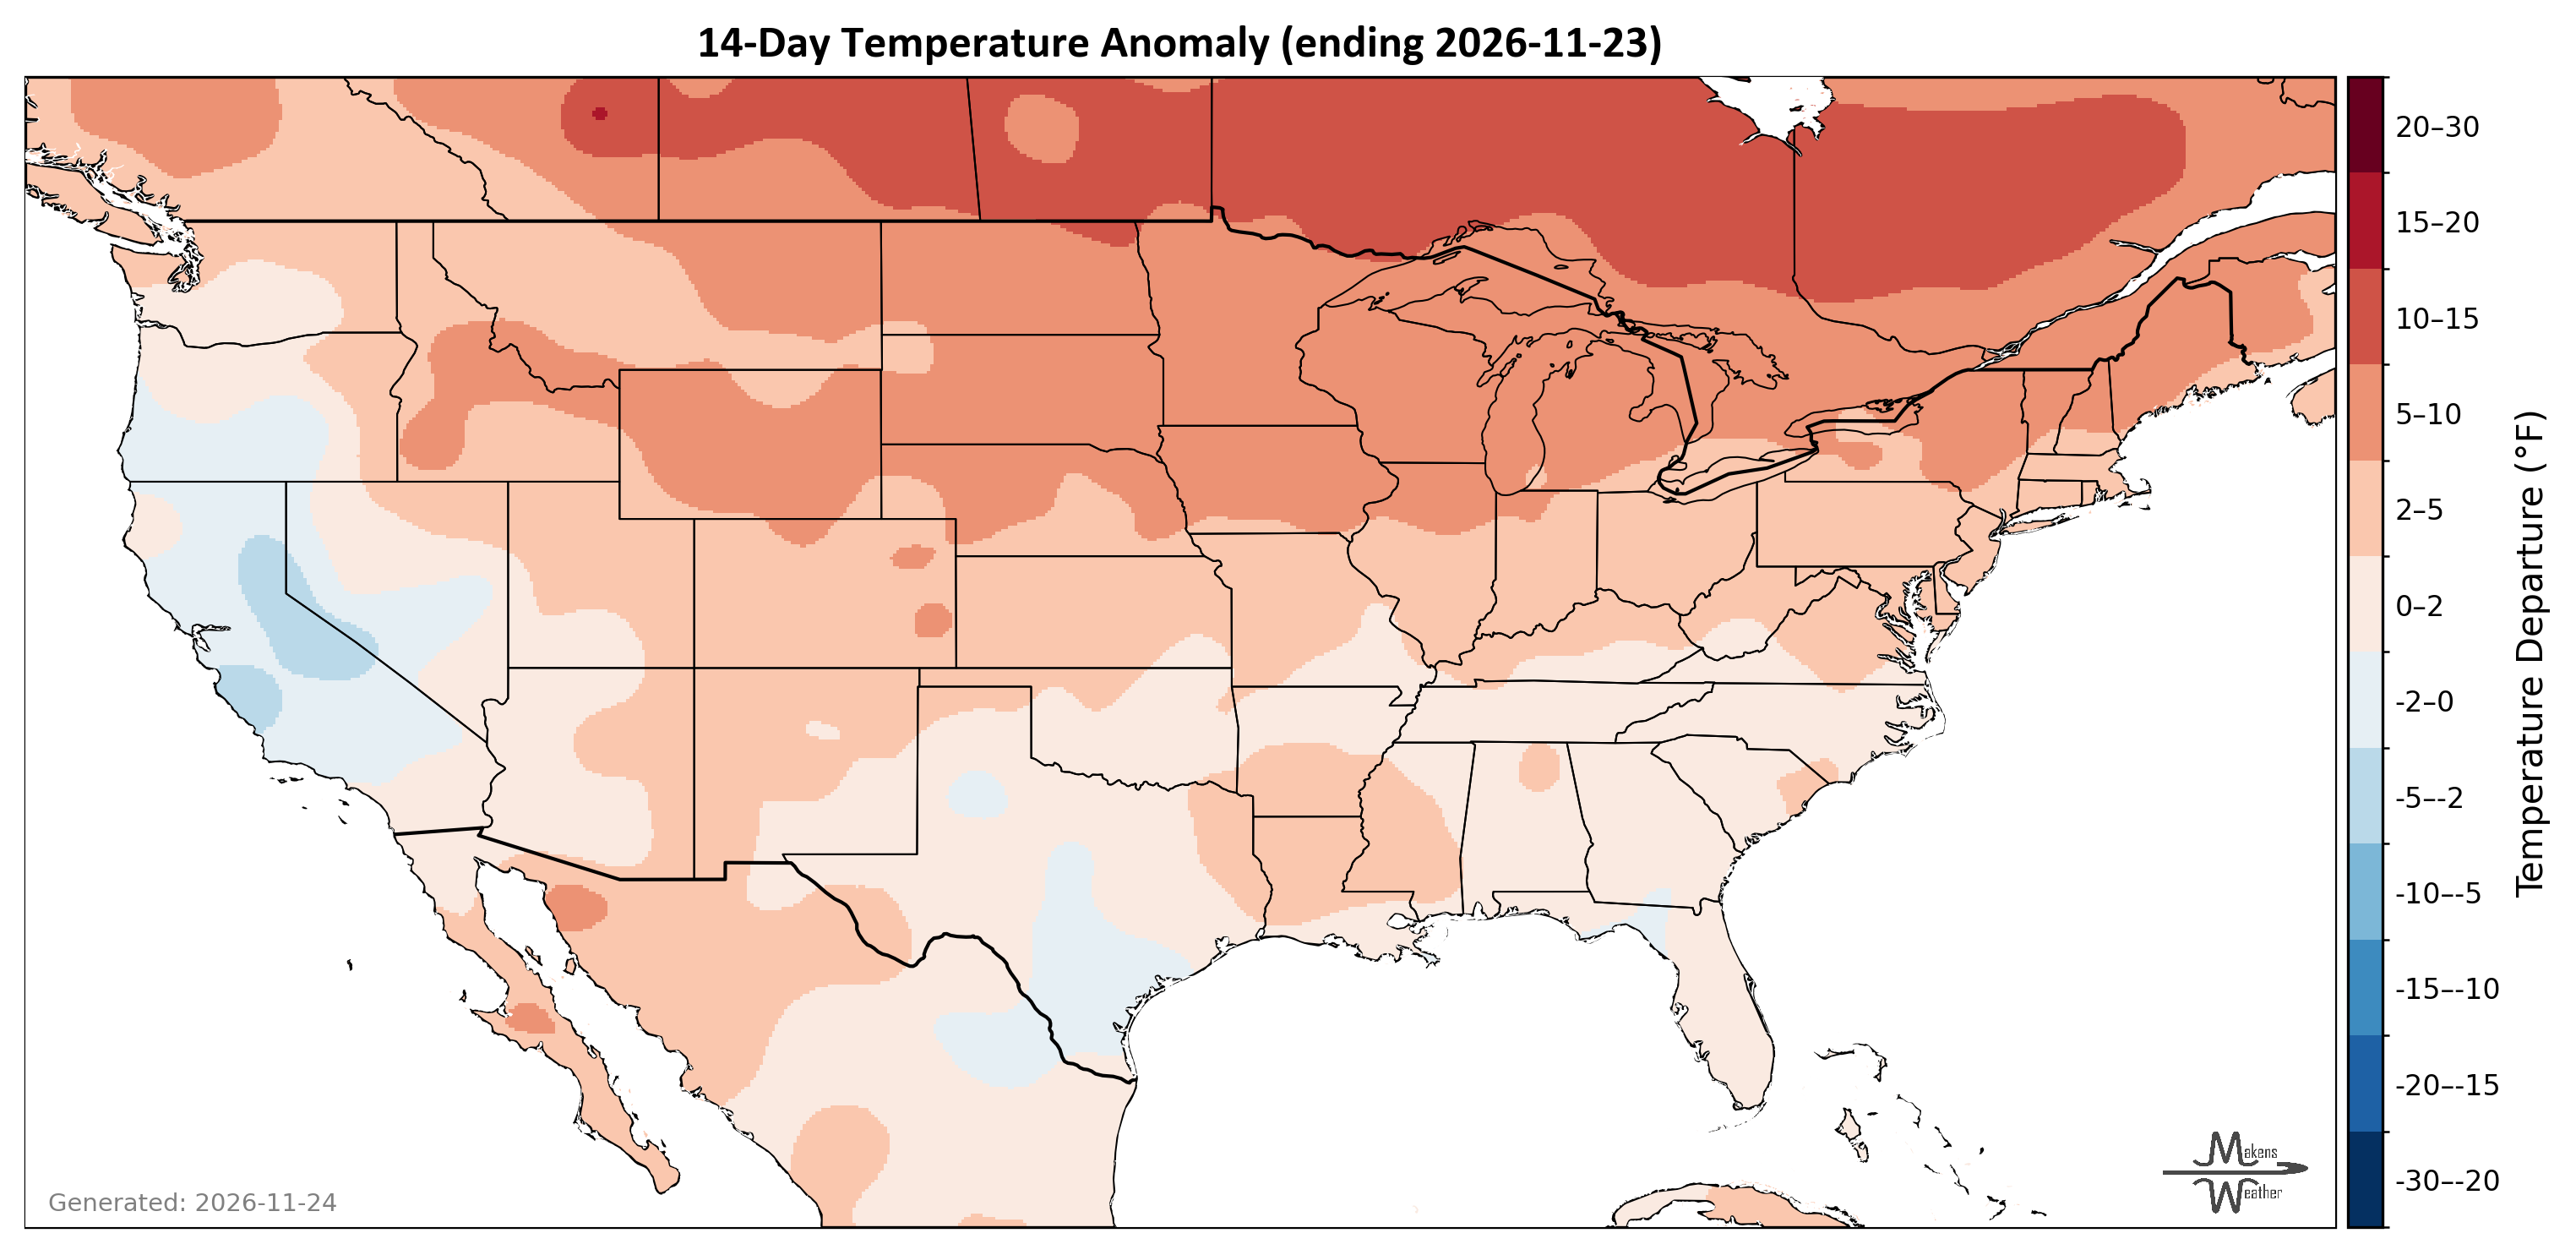 14-Day Temperature Anomaly (ending 2026-11-23)
20–30
15–20
10–15
5–10
2–5
0–2
-2–0
-5–-2
-10–-5
-15–-10
-20–-15
-30–-20
Temperature Departure (°F)
Makens
Weather
Generated: 2026-11-24